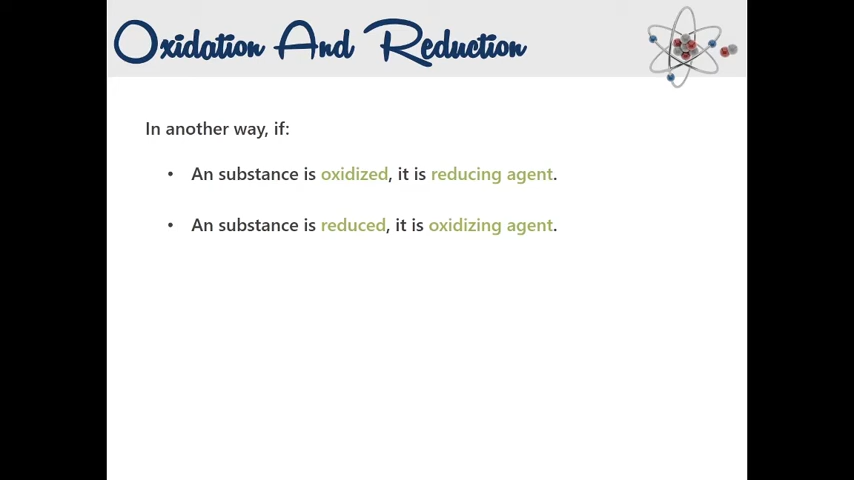 Oxidation And Reduction
In another way, if:
• An substance is oxidized, it is reducing agent.
• An substance is reduced, it is oxidizing agent.